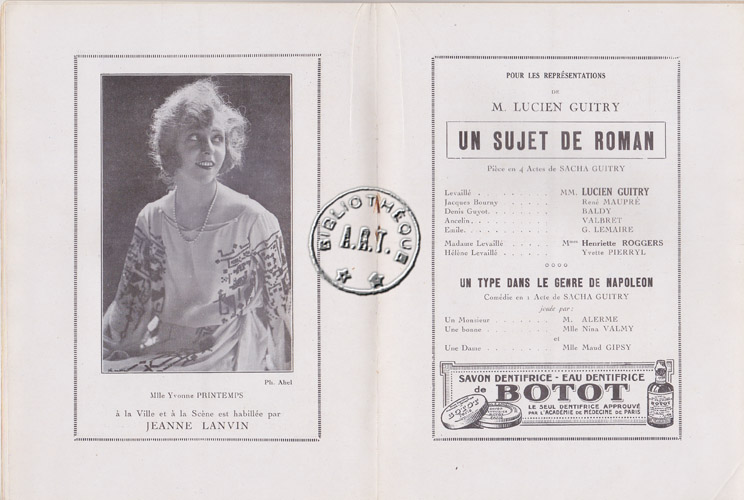 Ph. Abel
Mlle Yvonne PRINTEMPS
à la Ville et à la Scène est habillée par
JEANNE LANVIN
BIBLIOTHÈQUE
A.R.T.
POUR LES REPRÉSENTATIONS
DE
M. LUCIEN GUITRY
UN SUJET DE ROMAN
Pièce en 4 Actes de SACHA GUITRY
Levaillé . . . . . . . . MM. LUCIEN GUITRY
Jacques Bourny . . . . . . . René MAUPRÉ
Denis Guyot. . . . . . . . . BALDY
Ancelin. . . . . . . . . . VALBRET
Emile. . . . . . . . . . . G. LEMAIRE
Madame Levaillé . . . . . Mmes Henriette ROGGERS
Hélène Levaillé . . . . . . . Yvette PIERRYL
UN TYPE DANS LE GENRE DE NAPOLEON
Comédie en 1 Acte de SACHA GUITRY
jouée par :
Un Monsieur . . . . . . M. ALERME
Une bonne . . . . . . . Mlle Nina VALMY
et
Une Dame . . . . . . . Mlle Maud GIPSY
SAVON DENTIFRICE - EAU DENTIFRICE
de BOTOT
LE SEUL DENTIFRICE APPROUVÉ
PAR L'ACADÉMIE DE MÉDECINE DE PARIS
BOTOT